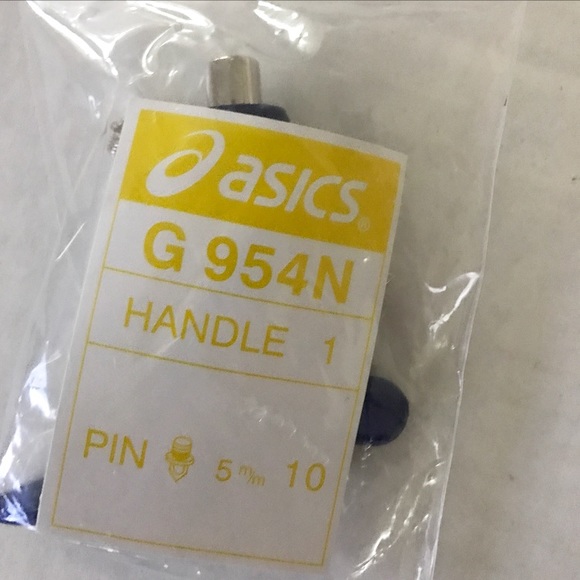 asics®
G 954N
HANDLE 1
PIN 5 m/m 10